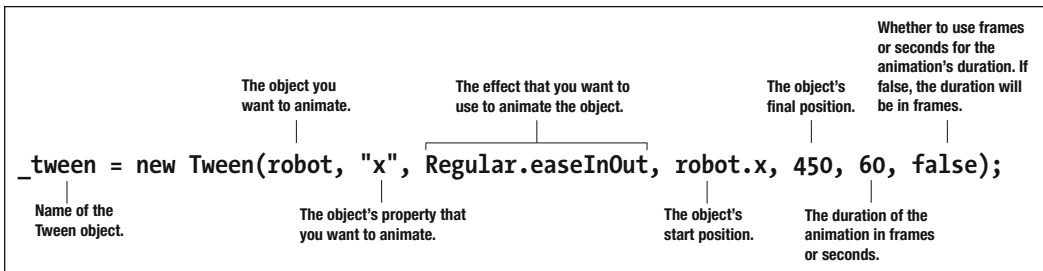 Whether to use frames
or seconds for the
animation's duration. If
false, the duration will
be in frames.
The object you
want to animate.
The effect that you want to
use to animate the object.
The object's
final position.
_tween = new Tween(robot, "x", Regular.easeInOut, robot.x, 450, 60, false);
Name of the
Tween object.
The object's property that
you want to animate.
The object's
start position.
The duration of the
animation in frames
or seconds.